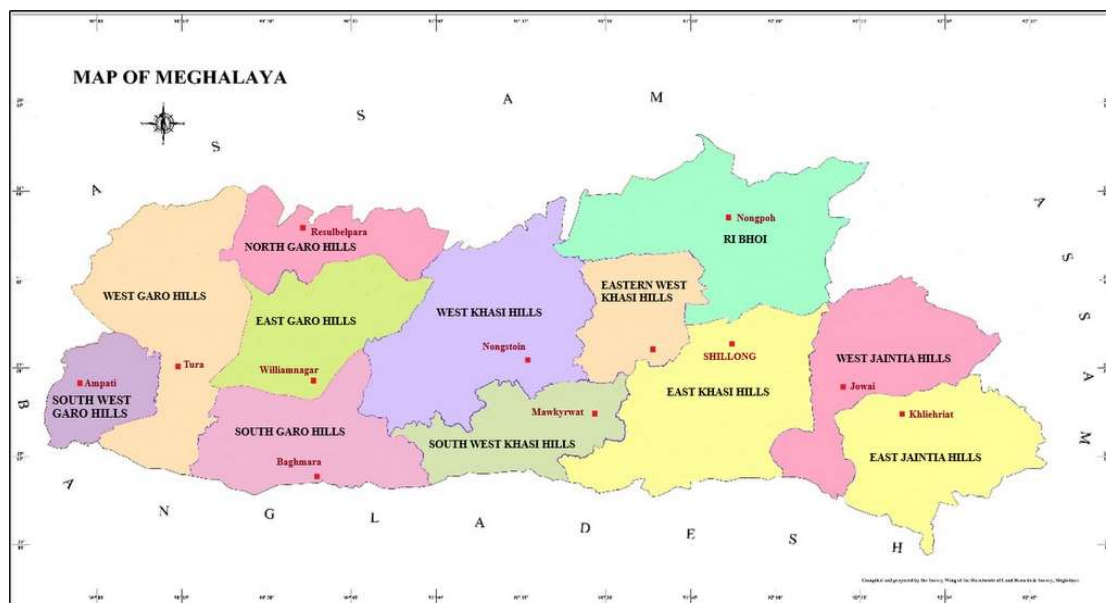 MAP OF MEGHALAYA
A S S A M
A S S A M
B A N G L A D E S H
Resulbelpara
NORTH GARO HILLS
Nongpoh
RI BHOI
WEST GARO HILLS
EAST GARO HILLS
WEST KHASI HILLS
EASTERN WEST
KHASI HILLS
Tura
Williamnagar
Nongstoin
SHILLONG
EAST KHASI HILLS
WEST JAINTIA HILLS
Jowai
Ampati
SOUTH WEST
GARO HILLS
SOUTH GARO HILLS
Baghmara
Mawkyrwat
SOUTH WEST KHASI HILLS
Khliehriat
EAST JAINTIA HILLS